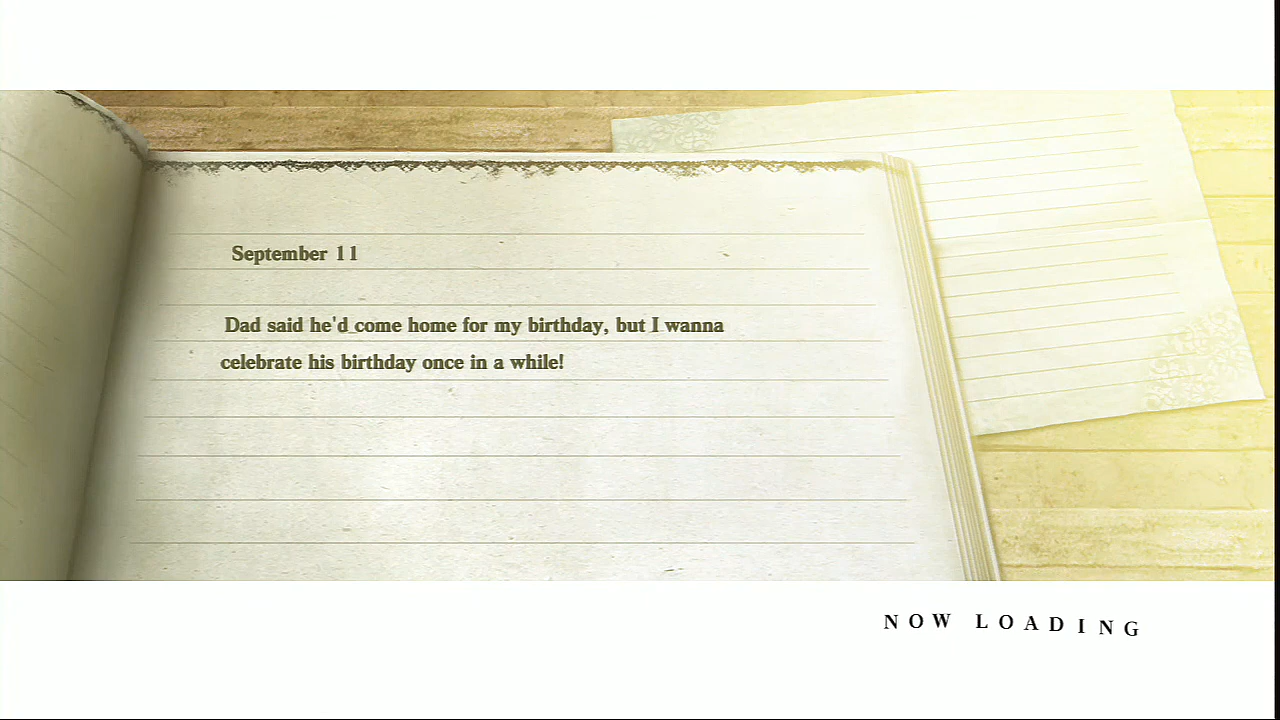 September 11
Dad said he'd come home for my birthday, but I wanna
celebrate his birthday once in a while!
NOW LOADING